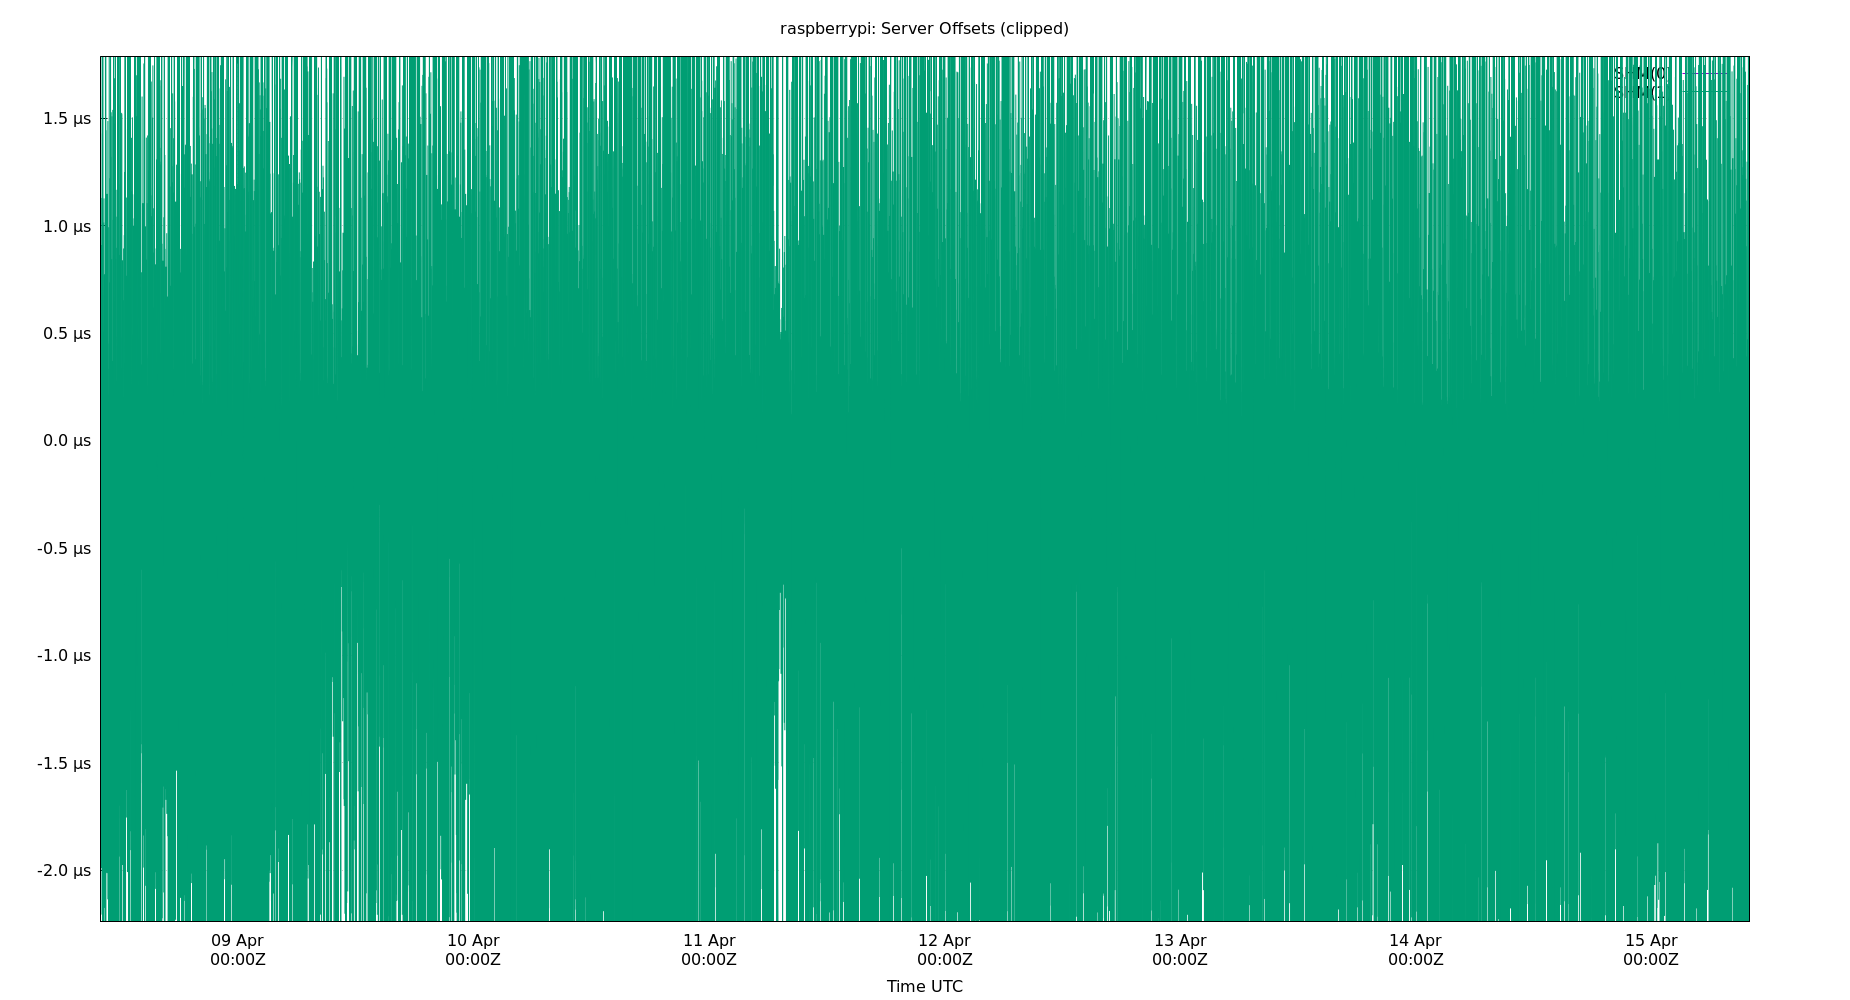 raspberrypi: Server Offsets (clipped)
SHM(0)
1.5 µs
1.0 µs
0.5 µs
0.0 µs
-0.5 µs
-1.0 µs
-1.5 µs
-2.0 µs
09 Apr 10 Apr 11 Apr 12 Apr 13 Apr 14 Apr 15 Apr
00:00Z 00:00Z 00:00Z 00:00Z 00:00Z 00:00Z 00:00Z
Time UTC